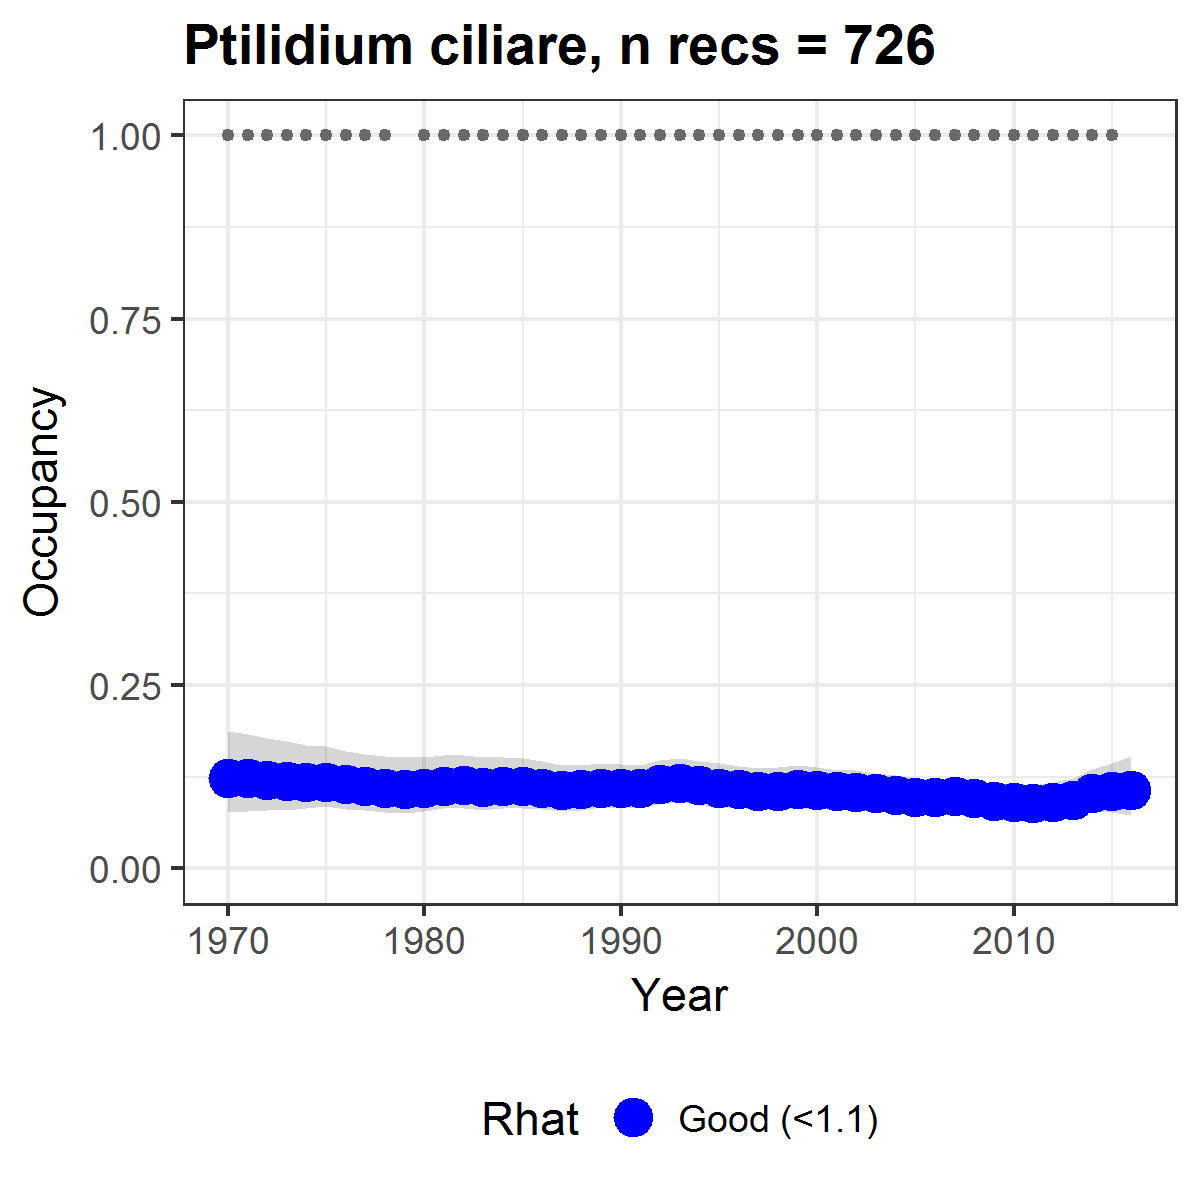 Ptilidium ciliare, n recs = 726
1.00
0.75
0.50
0.25
0.00
Occupancy
1970 1980 1990 2000 2010
Year
Rhat Good (<1.1)